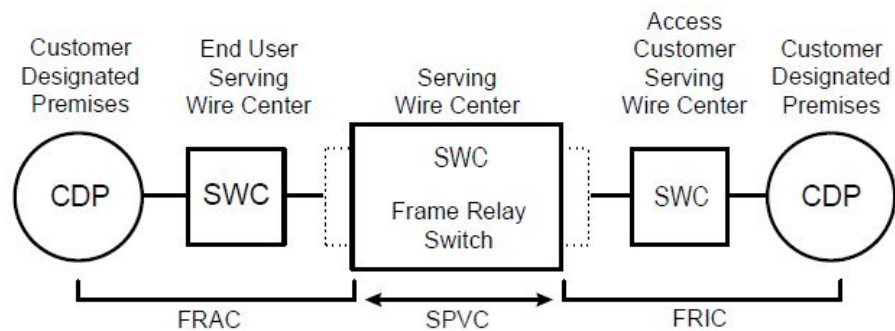 Customer
Designated
Premises
End User
Serving
Wire Center
Serving
Wire Center
Access
Customer
Serving
Wire Center
Customer
Designated
Premises
CDP
SWC
SWC
Frame Relay
Switch
SWC
CDP
FRAC
SPVC
FRIC